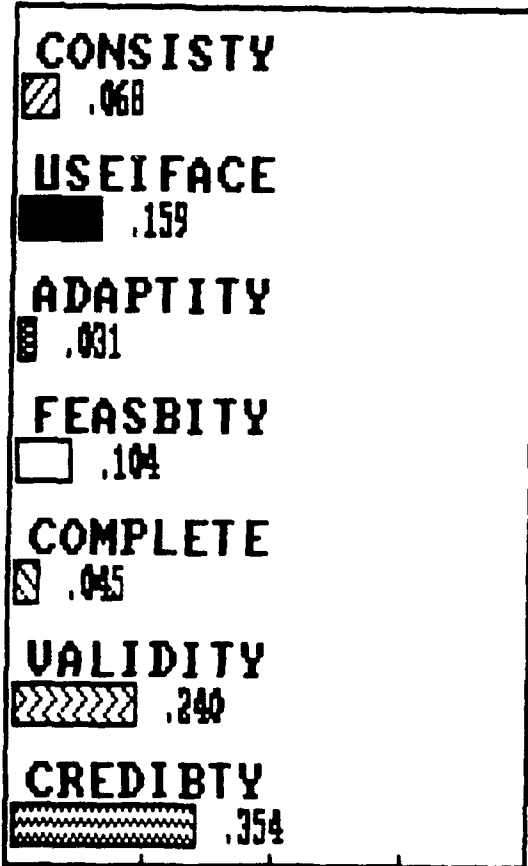 CONSISTY
.068
USEIFACE
.159
ADAPTITY
.031
FEASBITY
.104
COMPLETE
.045
VALIDITY
.240
CREDIBTY
.354